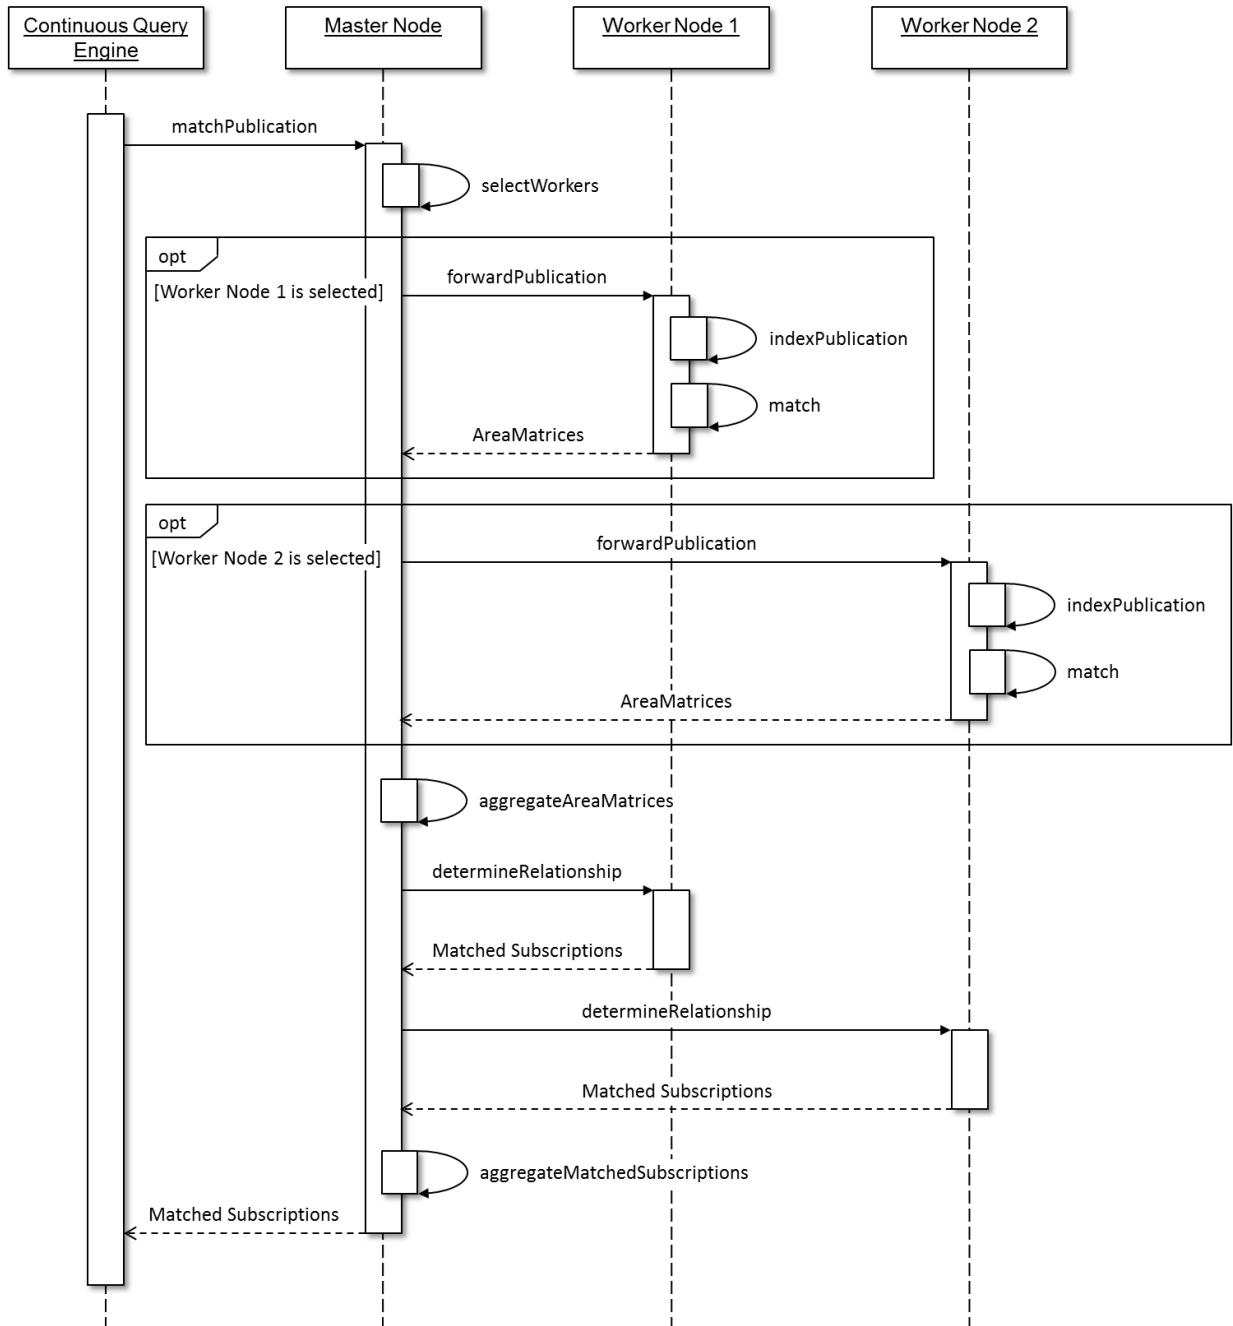 Continuous Query
Engine
Master Node
Worker Node 1
Worker Node 2
matchPublication
selectWorkers
opt
[Worker Node 1 is selected]
forwardPublication
indexPublication
match
AreaMatrices
opt
[Worker Node 2 is selected]
forwardPublication
indexPublication
match
AreaMatrices
aggregateAreaMatrices
determineRelationship
Matched Subscriptions
determineRelationship
Matched Subscriptions
aggregateMatchedSubscriptions
Matched Subscriptions